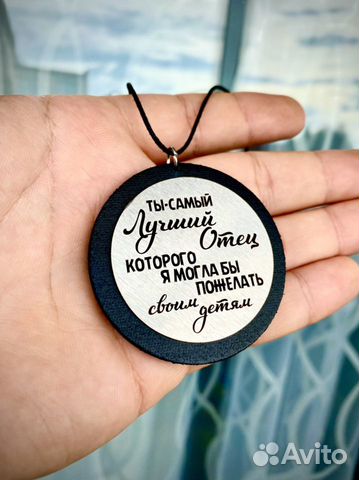 ТЫ-САМЫЙ
Лучший
Отец
КОТОРОГО
Я МОГЛА БЫ
ПОЖЕЛАТЬ
своим
детям
Avito